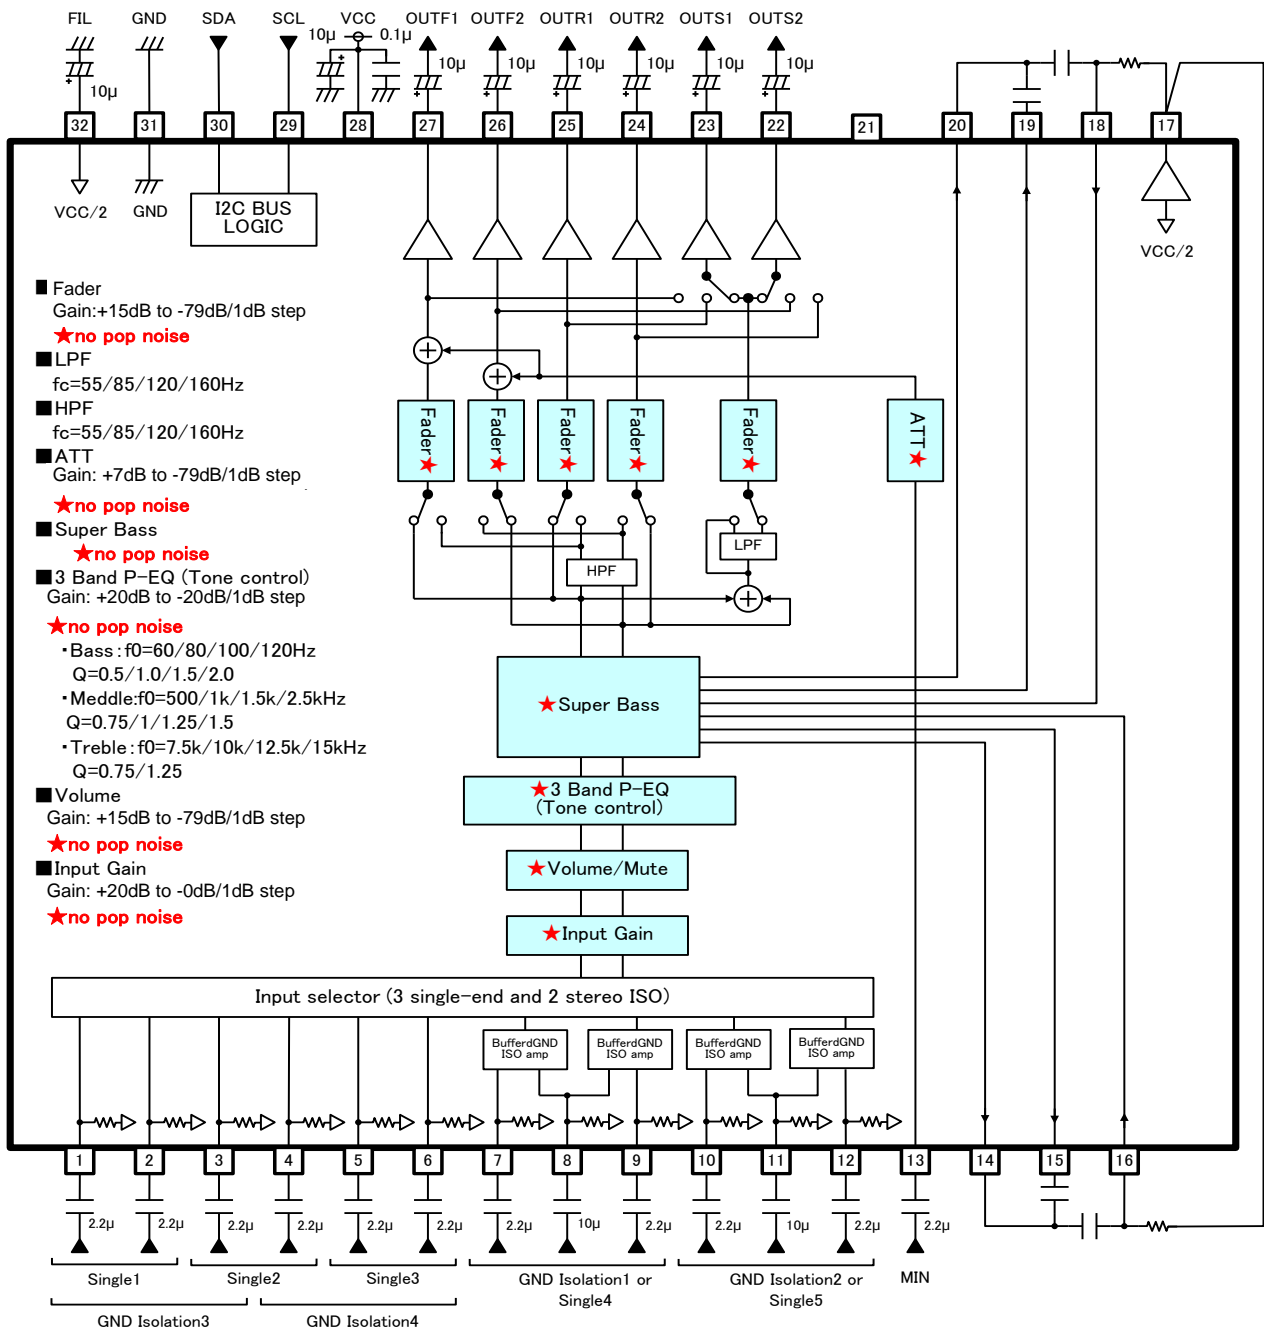 FIL GND SDA SCL VCC OUTF1 OUTF2 OUTR1 OUTR2 OUTS1 OUTS2
10μ 0.1μ
10μ 10μ 10μ 10μ 10μ 10μ
+ + + + + + + +
10μ
32 31 30 29 28 27 26 25 24 23 22 21 20 19 18 17
VCC/2 GND
I2C BUS
LOGIC
VCC/2
■ Fader
Gain:+15dB to -79dB/1dB step
★no pop noise
■LPF
fc=55/85/120/160Hz
■HPF
fc=55/85/120/160Hz
■ATT
Gain: +7dB to -79dB/1dB step
★no pop noise
■Super Bass
★no pop noise
■3 Band P-EQ (Tone control)
Gain: +20dB to -20dB/1dB step
★no pop noise
・Bass:f0=60/80/100/120Hz
Q=0.5/1.0/1.5/2.0
・Meddle:f0=500/1k/1.5k/2.5kHz
Q=0.75/1/1.25/1.5
・Treble:f0=7.5k/10k/12.5k/15kHz
Q=0.75/1.25
■Volume
Gain: +15dB to -79dB/1dB step
★no pop noise
■Input Gain
Gain: +20dB to -0dB/1dB step
★no pop noise
+ +
Fader★ Fader★ Fader★ Fader★ Fader★ ATT★
HPF LPF
+
★Super Bass
★3 Band P-EQ
(Tone control)
★Volume/Mute
★Input Gain
Input selector (3 single-end and 2 stereo ISO)
BufferdGND
ISO amp
BufferdGND
ISO amp
BufferdGND
ISO amp
BufferdGND
ISO amp
1 2 3 4 5 6 7 8 9 10 11 12 13 14 15 16
2.2μ 2.2μ 2.2μ 2.2μ 2.2μ 2.2μ 2.2μ 10μ 2.2μ 2.2μ 10μ 2.2μ 2.2μ
Single1 Single2 Single3
GND Isolation1 or
Single4
GND Isolation2 or
Single5
MIN
GND Isolation3 GND Isolation4